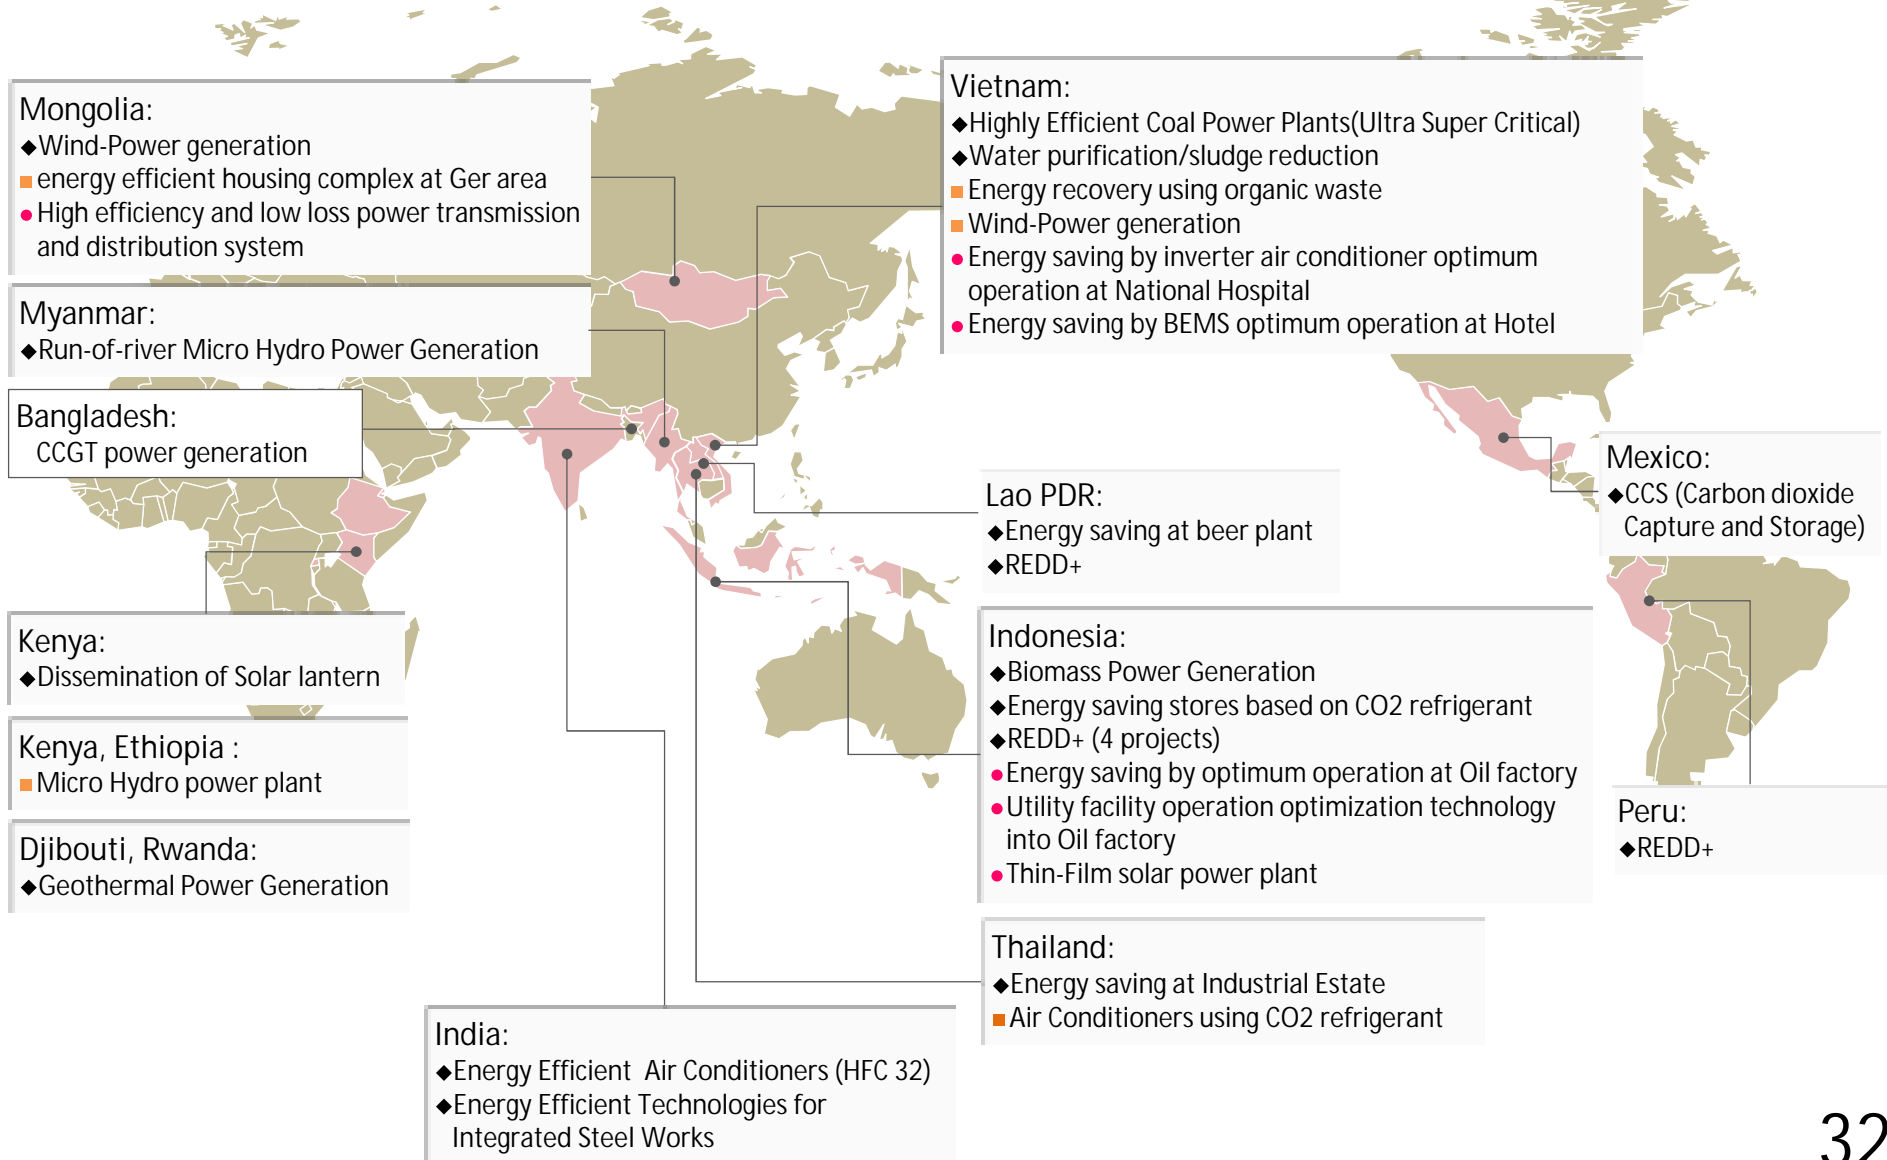 Mongolia:
◆Wind-Power generation
■energy efficient housing complex at Ger area
●High efficiency and low loss power transmission
and distribution system
Myanmar:
◆Run-of-river Micro Hydro Power Generation
Bangladesh:
CCGT power generation
Kenya:
◆Dissemination of Solar lantern
Kenya, Ethiopia :
■Micro Hydro power plant
Djibouti, Rwanda:
◆Geothermal Power Generation
India:
◆Energy Efficient Air Conditioners (HFC 32)
◆Energy Efficient Technologies for
Integrated Steel Works
Vietnam:
◆Highly Efficient Coal Power Plants(Ultra Super Critical)
◆Water purification/sludge reduction
■Energy recovery using organic waste
■Wind-Power generation
●Energy saving by inverter air conditioner optimum
operation at National Hospital
●Energy saving by BEMS optimum operation at Hotel
Lao PDR:
◆Energy saving at beer plant
◆REDD+
Indonesia:
◆Biomass Power Generation
◆Energy saving stores based on CO2 refrigerant
◆REDD+ (4 projects)
●Energy saving by optimum operation at Oil factory
●Utility facility operation optimization technology
into Oil factory
●Thin-Film solar power plant
Thailand:
◆Energy saving at Industrial Estate
■Air Conditioners using CO2 refrigerant
Mexico:
◆CCS (Carbon dioxide
Capture and Storage)
Peru:
◆REDD+
32